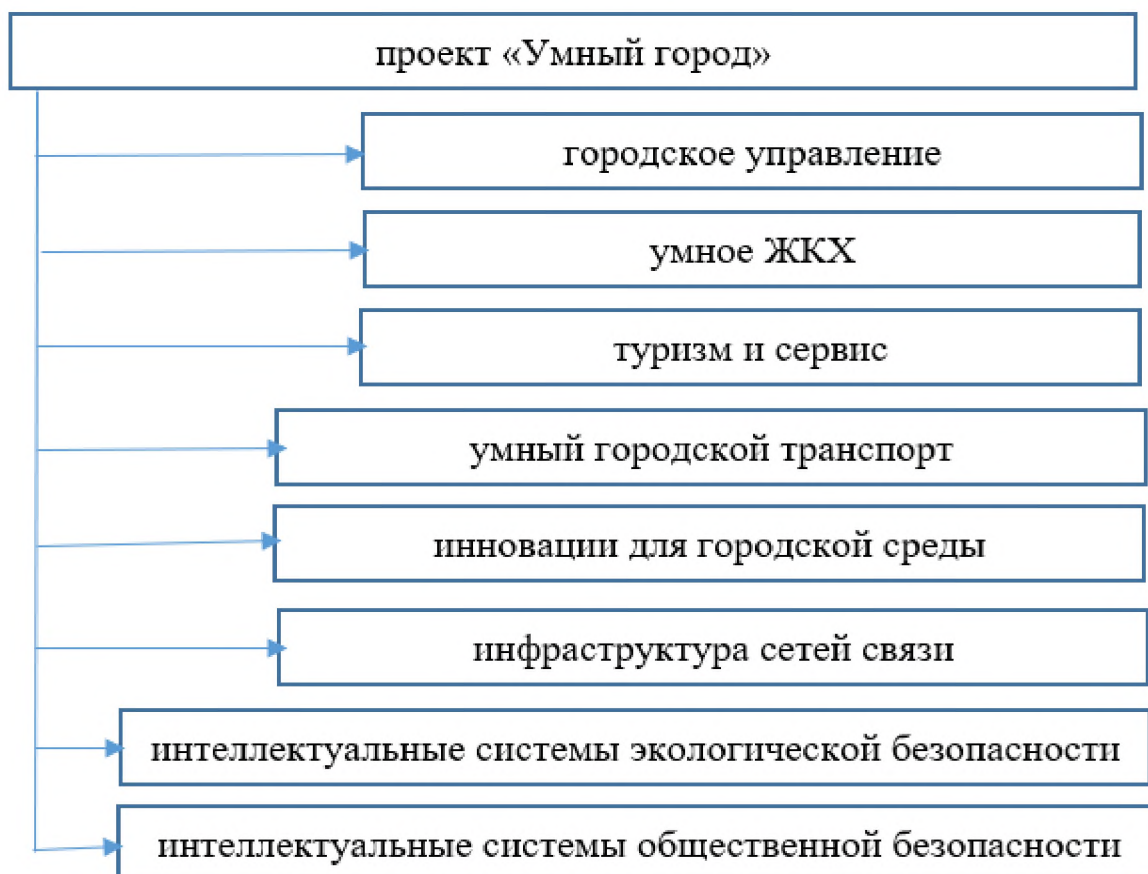 проект «Умный город»
городское управление
умное ЖКХ
туризм и сервис
умный городской транспорт
инновации для городской среды
инфраструктура сетей связи
интеллектуальные системы экологической безопасности
интеллектуальные системы общественной безопасности